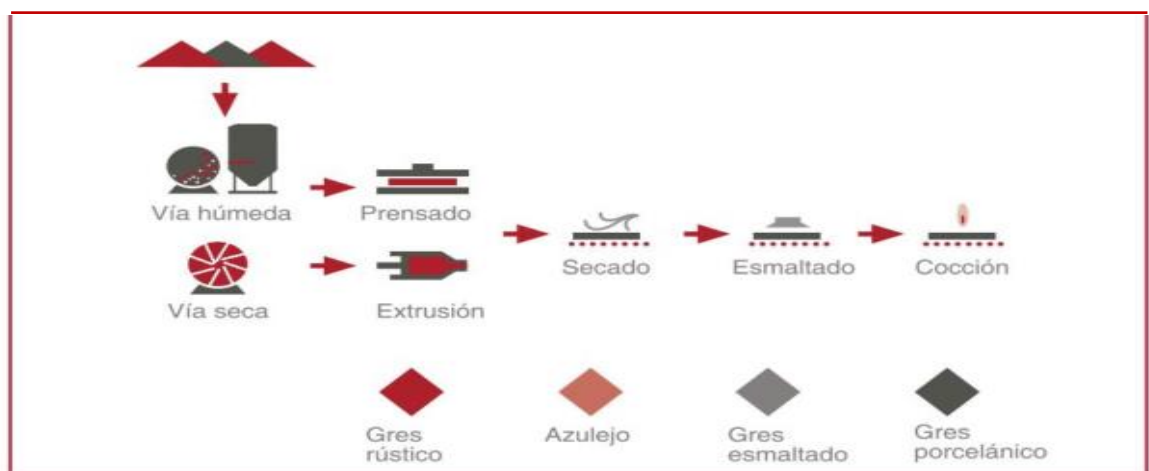 Vía húmeda
Prensado
Vía seca
Extrusión
Secado
Esmaltado
Cocción
Gres
rústico
Azulejo
Gres
esmaltado
Gres
porcelánico